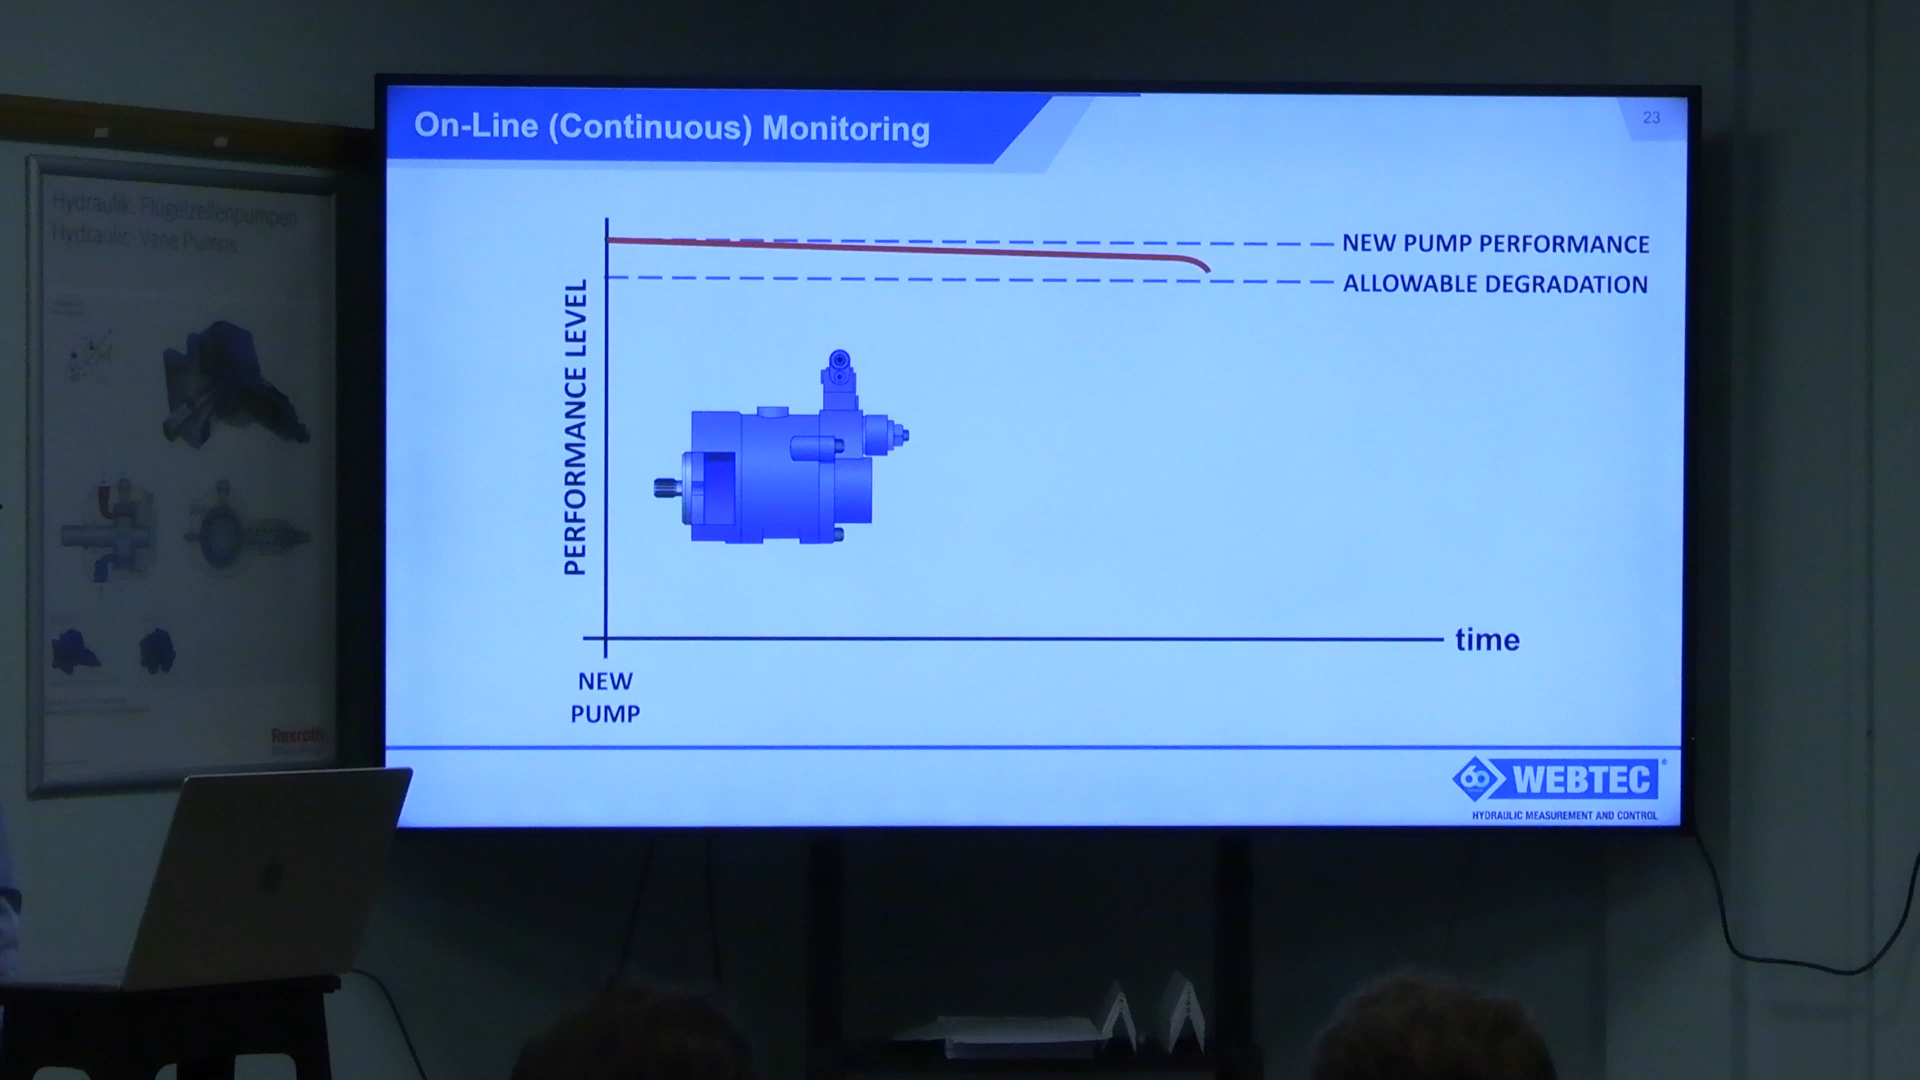 On-Line (Continuous) Monitoring
23
NEW PUMP PERFORMANCE
ALLOWABLE DEGRADATION
PERFORMANCE LEVEL
time
NEW
PUMP
60
WEBTEC
HYDRAULIC MEASUREMENT AND CONTROL
Hydraulik: Flügelzellenpumpen
Hydraulic: Vane Pumps
Rexroth